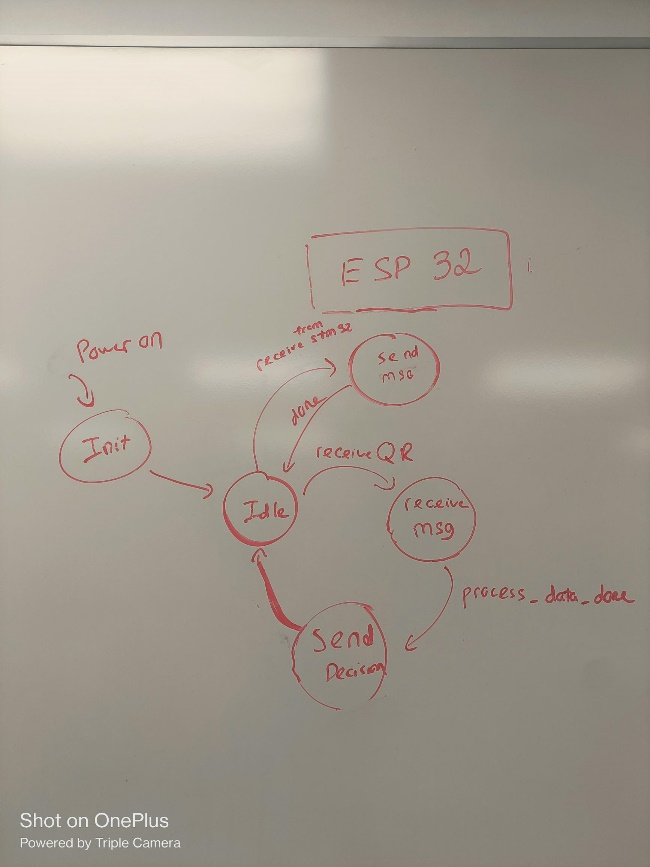 ESP 32
from
receive stm32
Send
msg
Power on
done
Init
receive QR
Idle
receive
msg
process_data_done
Send
Decision
Shot on OnePlus
Powered by Triple Camera